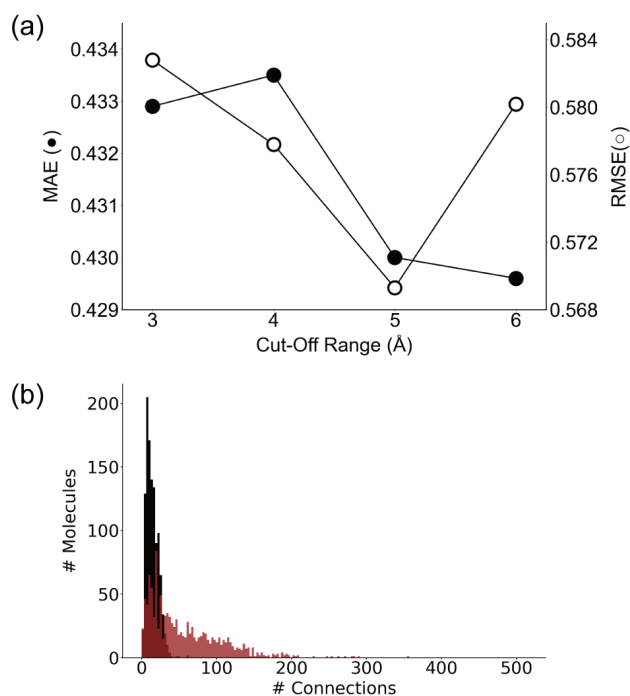 (a)
0.434
0.433
0.432
0.431
0.430
0.429
MAE (●)
0.584
0.580
0.576
0.572
0.568
RMSE(○)
3 4 5 6
Cut-Off Range (Å)
(b)
200
150
100
50
0
# Molecules
0 100 200 300 400 500
# Connections